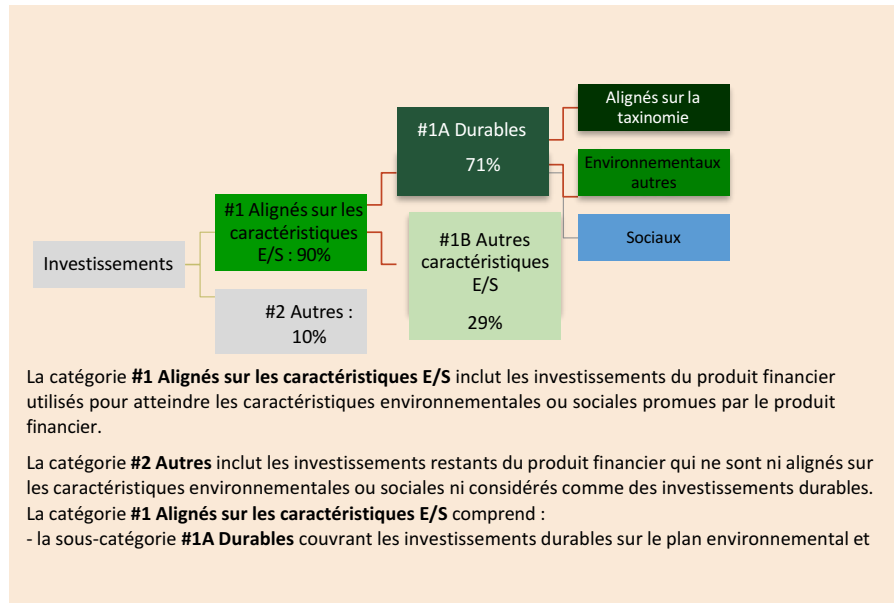 Investissements
#1 Alignés sur les
caractéristiques
E/S : 90%
#2 Autres :
10%
#1A Durables
71%
#1B Autres
caractéristiques
E/S
29%
Alignés sur la
taxinomie
Environnementaux
autres
Sociaux
La catégorie #1 Alignés sur les caractéristiques E/S inclut les investissements du produit financier
utilisés pour atteindre les caractéristiques environnementales ou sociales promues par le produit
financier.
La catégorie #2 Autres inclut les investissements restants du produit financier qui ne sont ni alignés sur
les caractéristiques environnementales ou sociales ni considérés comme des investissements durables.
La catégorie #1 Alignés sur les caractéristiques E/S comprend :
- la sous-catégorie #1A Durables couvrant les investissements durables sur le plan environnemental et